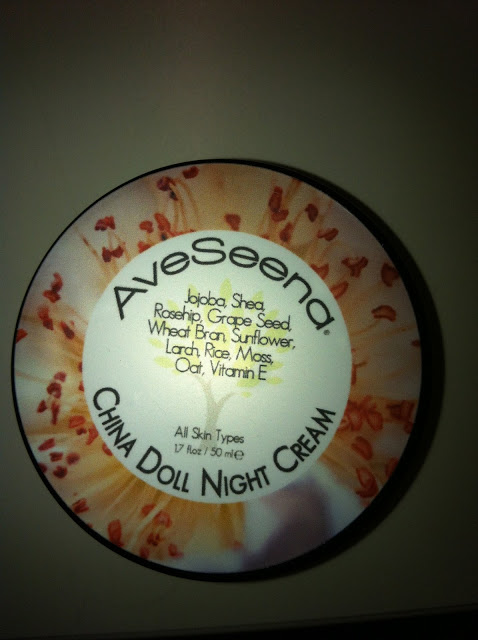 AveSeena®
Jojoba, Shea,
Rosehip, Grape Seed,
Wheat Bran, Sunflower,
Larch, Rice, Moss,
Oat, Vitamin E
All Skin Types
1.7 fl.oz / 50 ml ℮
CHINA DOLL NIGHT CREAM